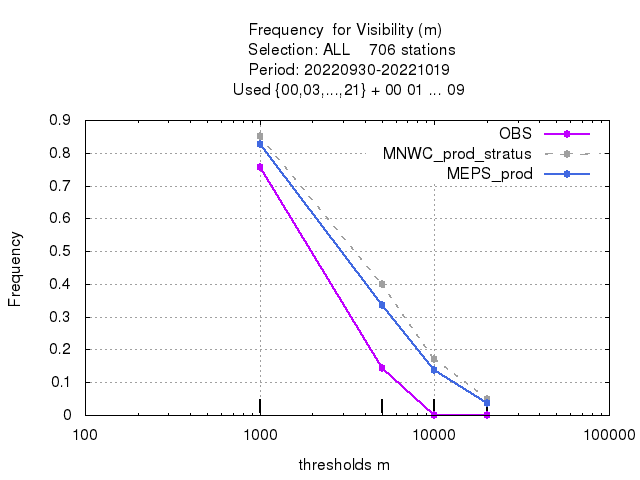 Frequency  for Visibility (m)
Selection: ALL    706 stations
Period: 20220930-20221019
Used {00,03,...,21} + 00 01 ... 09
0.9
0.8
0.7
0.6
0.5
0.4
0.3
0.2
0.1
0
Frequency
OBS
MNWC_prod_stratus
MEPS_prod
100 1000 10000 100000
thresholds m